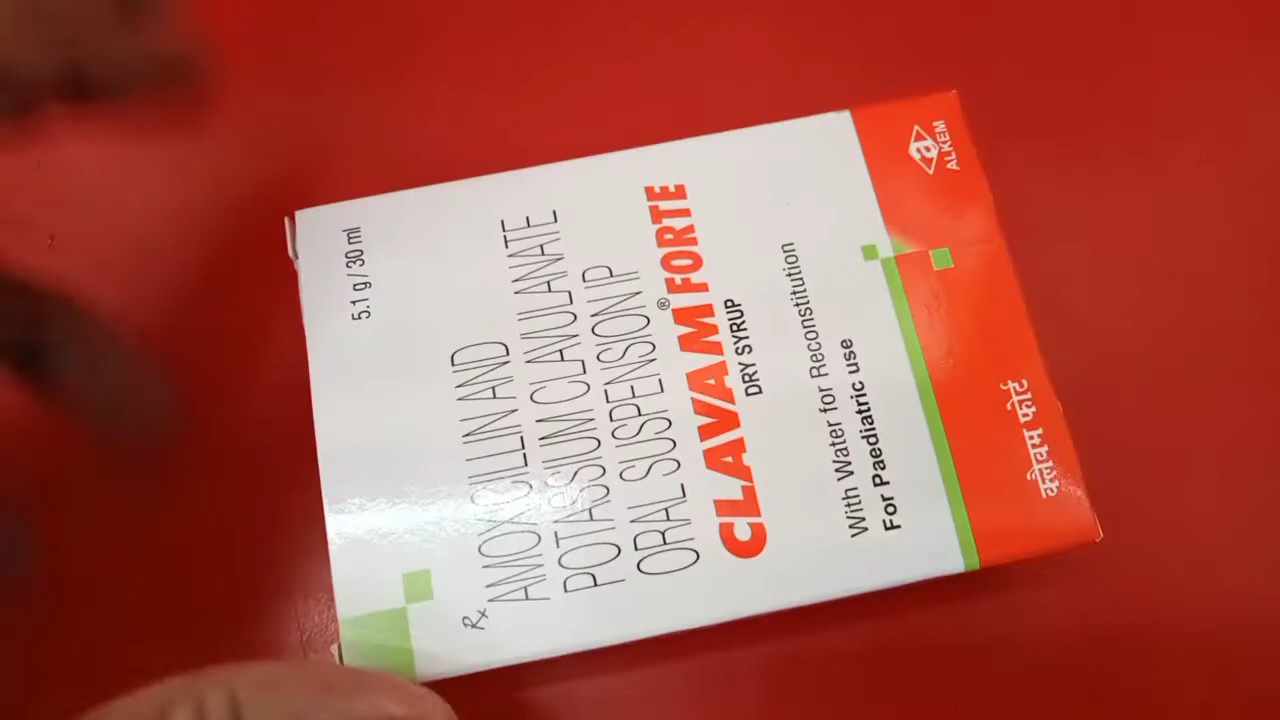 5.1 g / 30 ml
Rx
AMOXICILLIN AND
POTASSIUM CLAVULANATE
ORAL SUSPENSION IP
CLAVAM® FORTE
DRY SYRUP
With Water for Reconstitution
For Paediatric use
a
ALKEM
क्लेवम फोर्ट